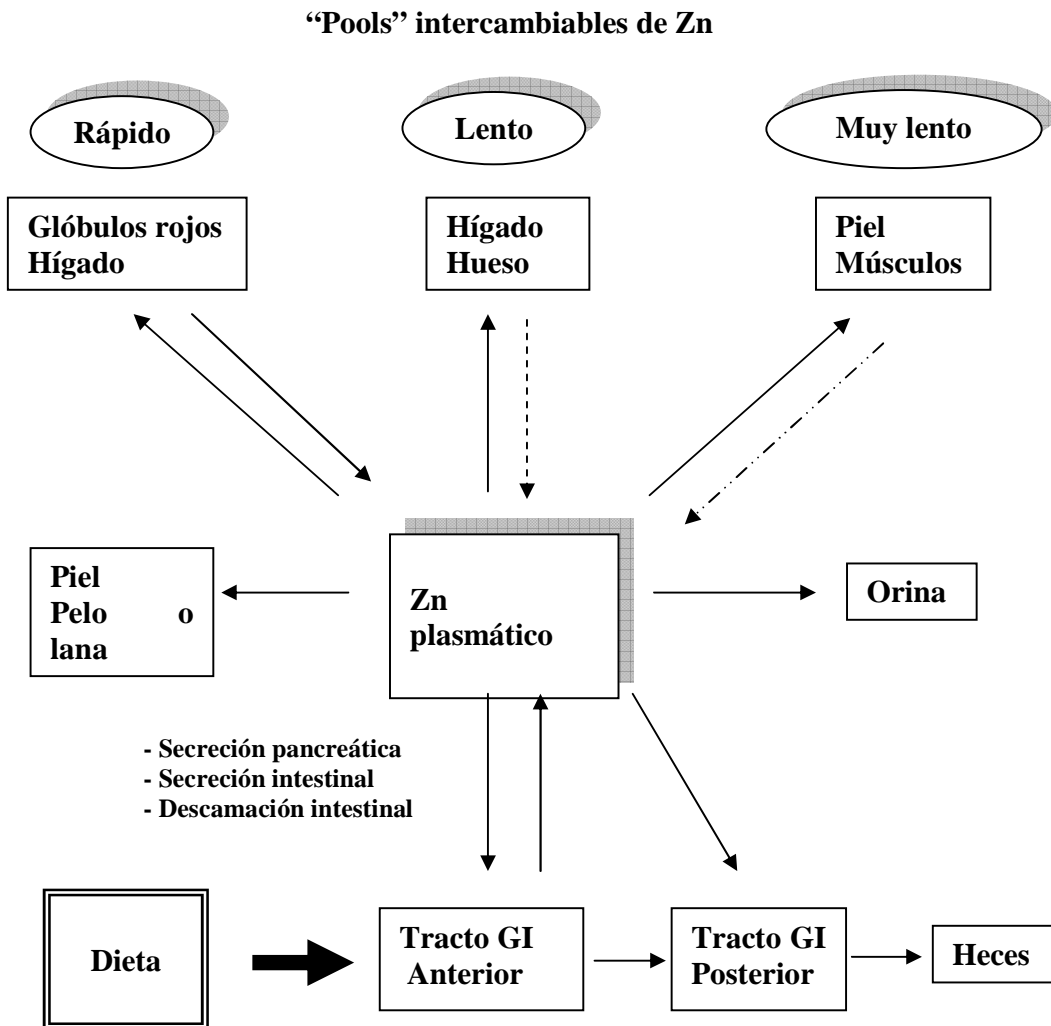 “Pools” intercambiables de Zn
Rápido
Lento
Muy lento
Glóbulos rojos
Hígado
Hígado
Hueso
Piel
Músculos
Piel
Pelo o
lana
Zn
plasmático
Orina
- Secreción pancreática
- Secreción intestinal
- Descamación intestinal
Dieta
Tracto GI
Anterior
Tracto GI
Posterior
Heces